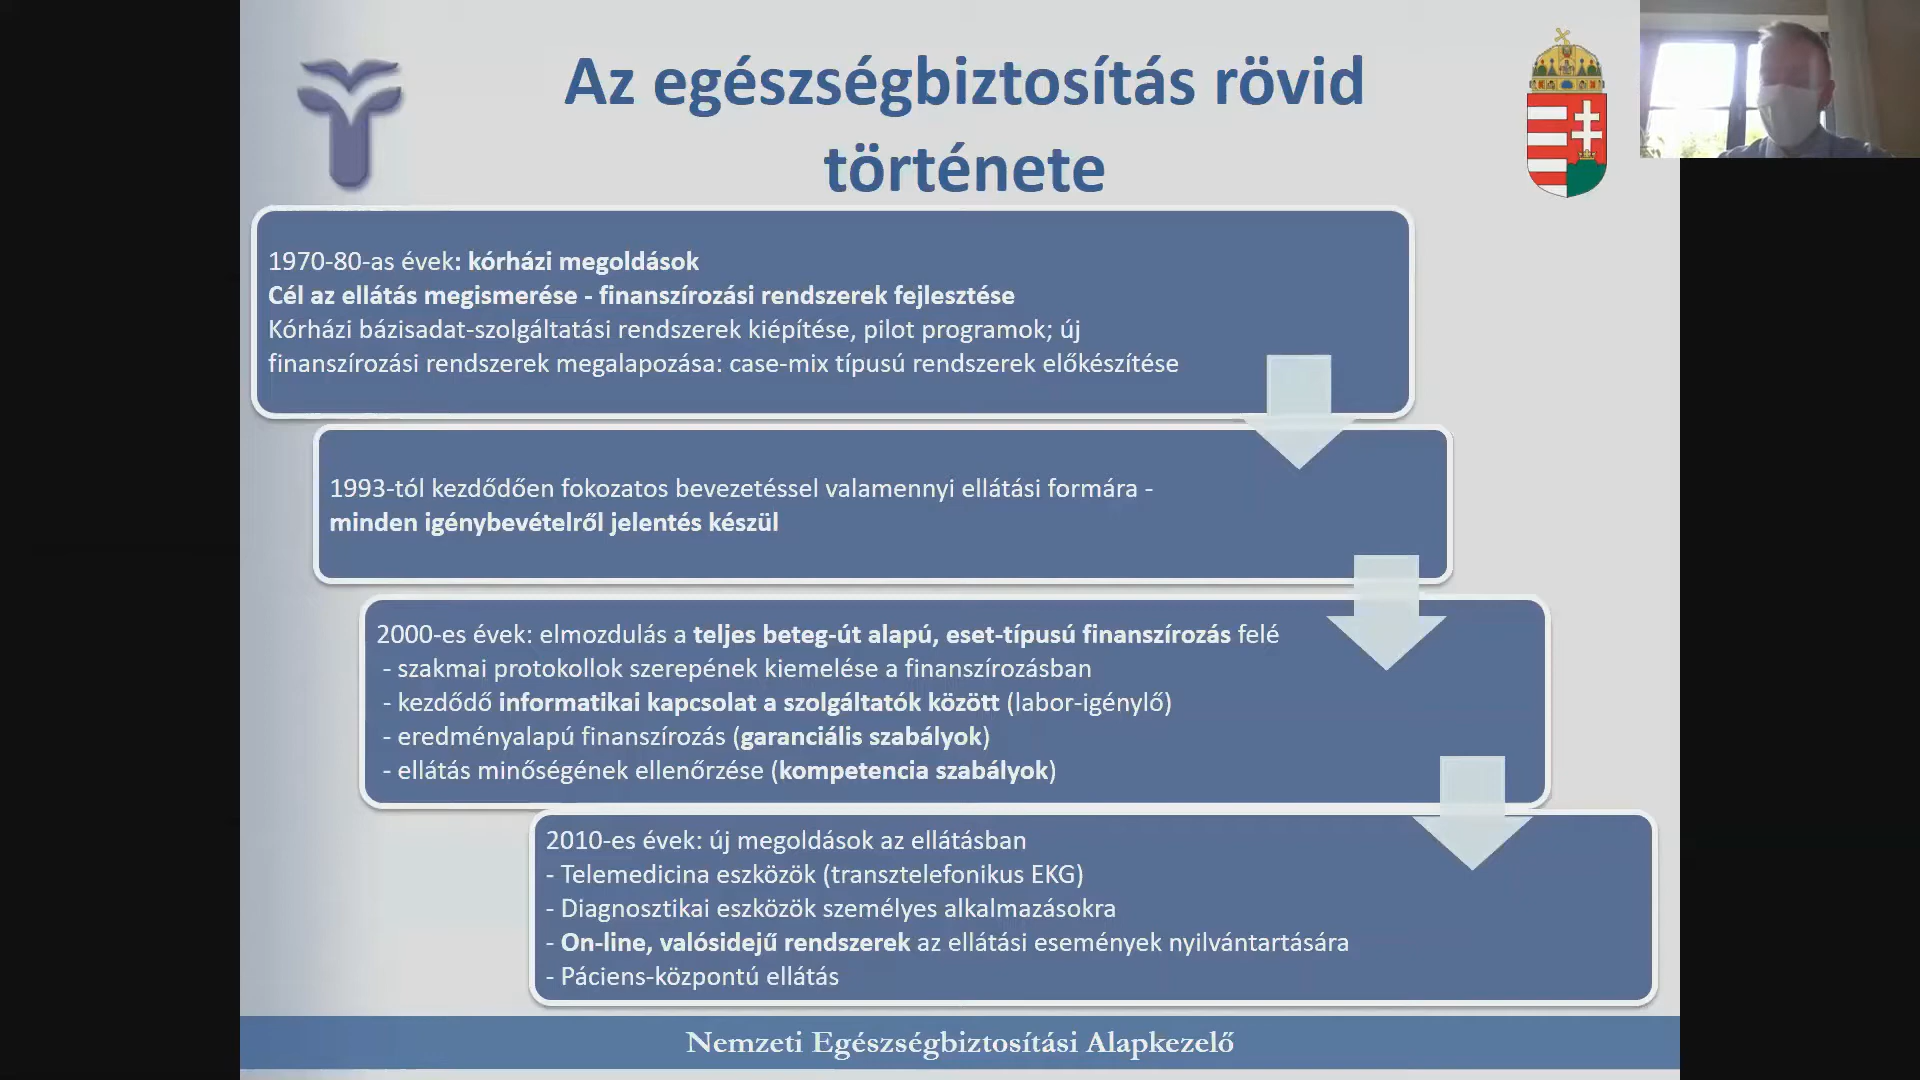 Az egészségbiztosítás rövid
története
1970-80-as évek: kórházi megoldások
Cél az ellátás megismerése - finanszírozási rendszerek fejlesztése
Kórházi bázisadat-szolgáltatási rendszerek kiépítése, pilot programok; új
finanszírozási rendszerek megalapozása: case-mix típusú rendszerek előkészítése
1993-tól kezdődően fokozatos bevezetéssel valamennyi ellátási formára -
minden igénybevételről jelentés készül
2000-es évek: elmozdulás a teljes beteg-út alapú, eset-típusú finanszírozás felé
- szakmai protokollok szerepének kiemelése a finanszírozásban
- kezdődő informatikai kapcsolat a szolgáltatók között (labor-igénylő)
- eredményalapú finanszírozás (garanciális szabályok)
- ellátás minőségének ellenőrzése (kompetencia szabályok)
2010-es évek: új megoldások az ellátásban
- Telemedicina eszközök (transztelefonikus EKG)
- Diagnosztikai eszközök személyes alkalmazásokra
- On-line, valósidejű rendszerek az ellátási események nyilvántartására
- Páciens-központú ellátás
Nemzeti Egészségbiztosítási Alapkezelő